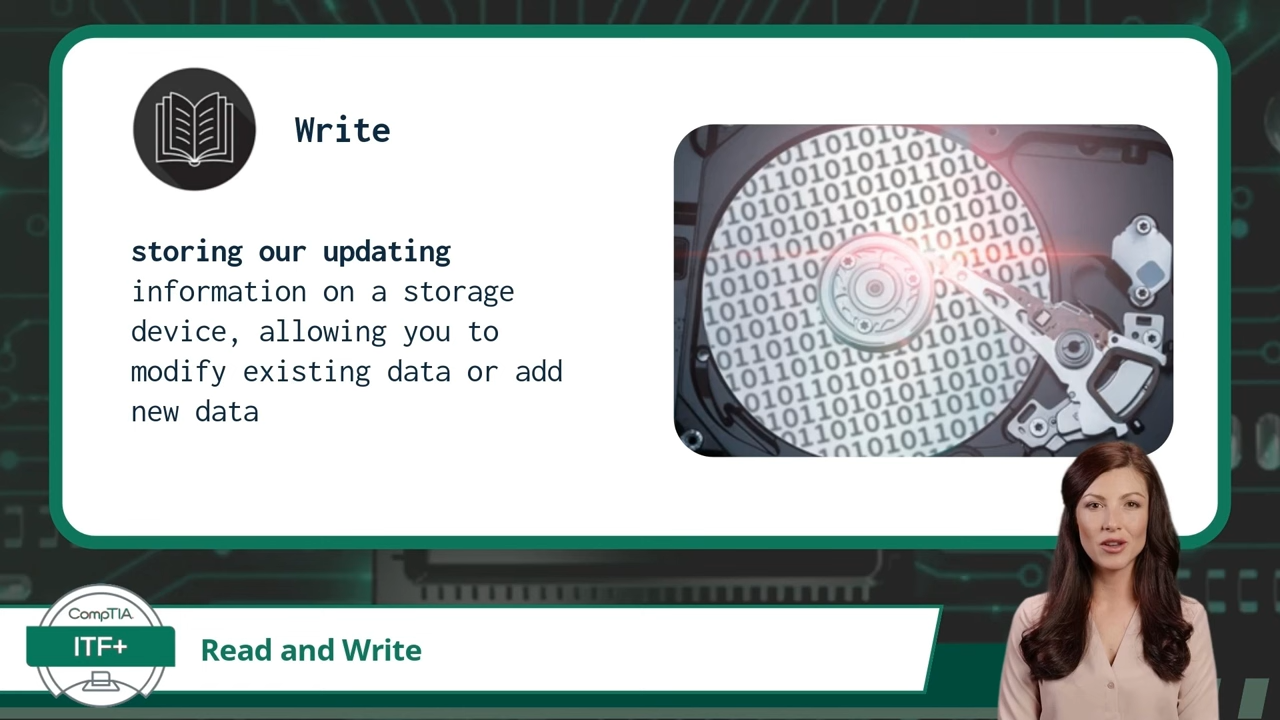 Write
storing our updating
information on a storage
device, allowing you to
modify existing data or add
new data
CompTIA.
ITF+
Read and Write